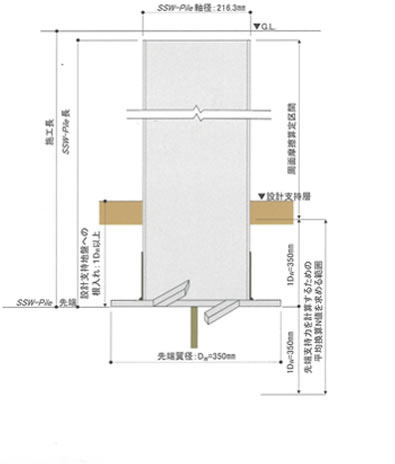 SSW-Pile 軸径：216.3mm
▼G.L.
施工長
SSW-Pile 長
周面摩擦算定区間
▼設計支持層
設計支持地盤への
根入れ：1Dw以上
1Dw=350mm
先端支持力を計算するための
平均換算N値を求める範囲
SSW-Pile 先端
1Dw=350mm
先端翼径：Dw=350mm